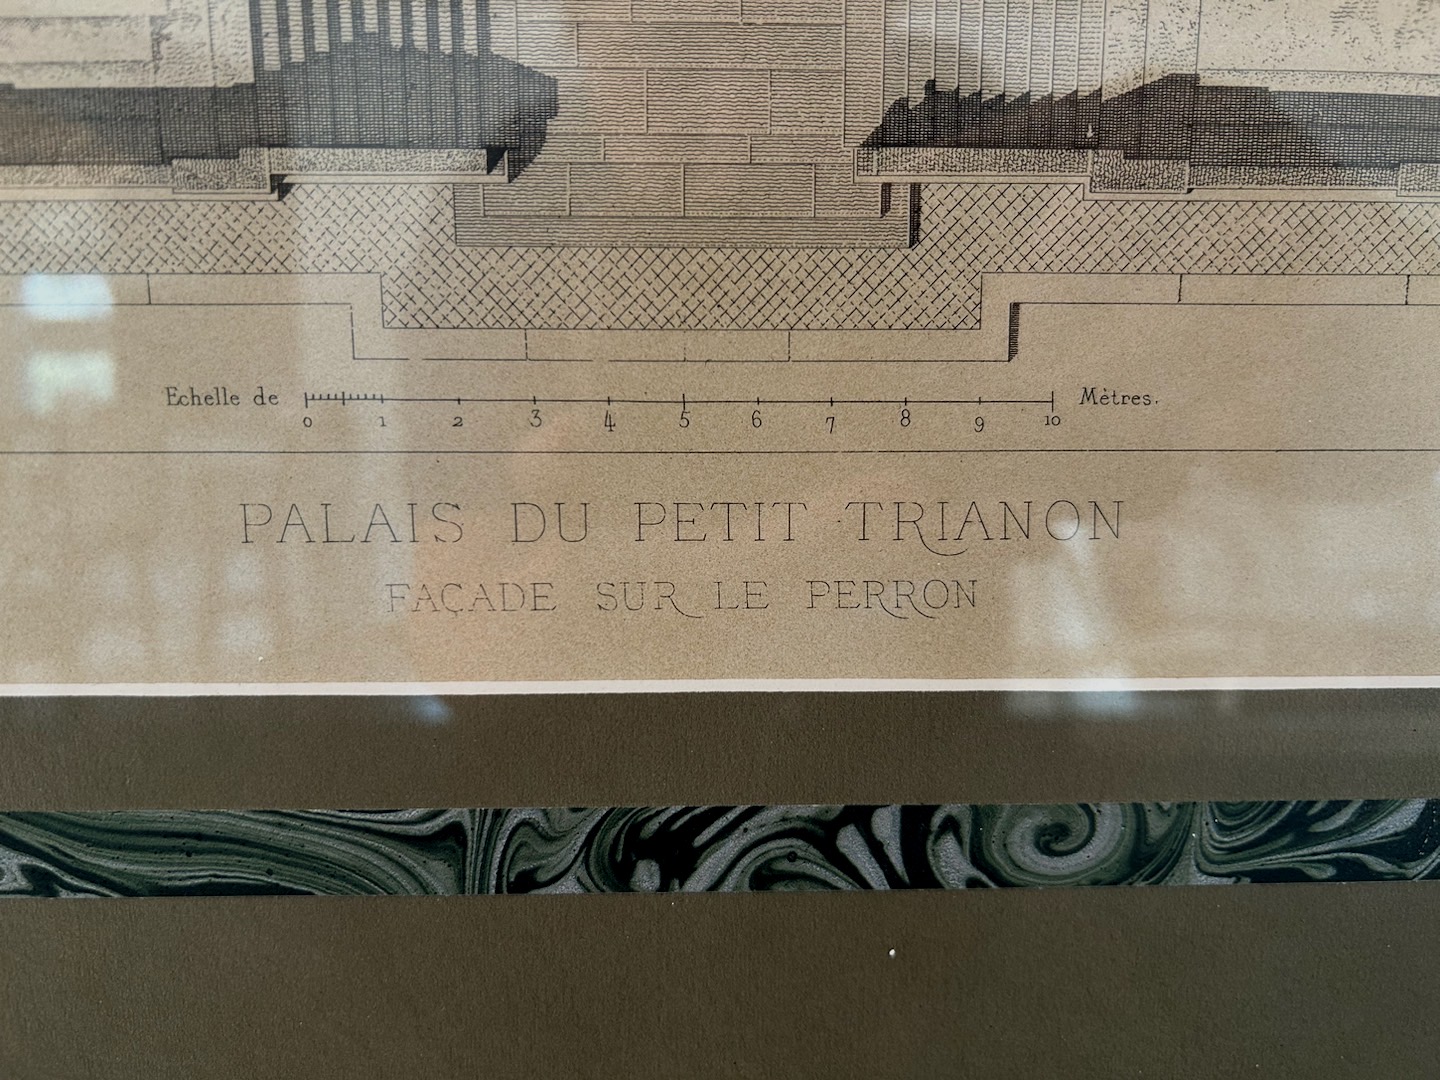 Echelle de 0 1 2 3 4 5 6 7 8 9 10 Mètres.
PALAIS DU PETIT TRIANON
FAÇADE SUR LE PERRON